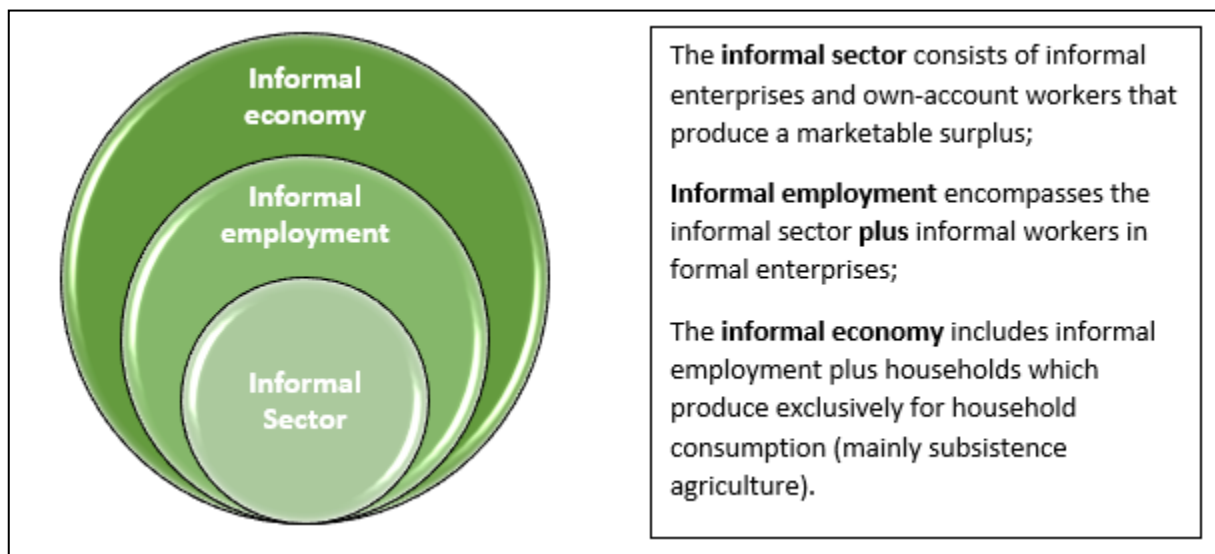 Informal
economy
Informal
employment
Informal
Sector
The informal sector consists of informal
enterprises and own-account workers that
produce a marketable surplus;
Informal employment encompasses the
informal sector plus informal workers in
formal enterprises;
The informal economy includes informal
employment plus households which
produce exclusively for household
consumption (mainly subsistence
agriculture).